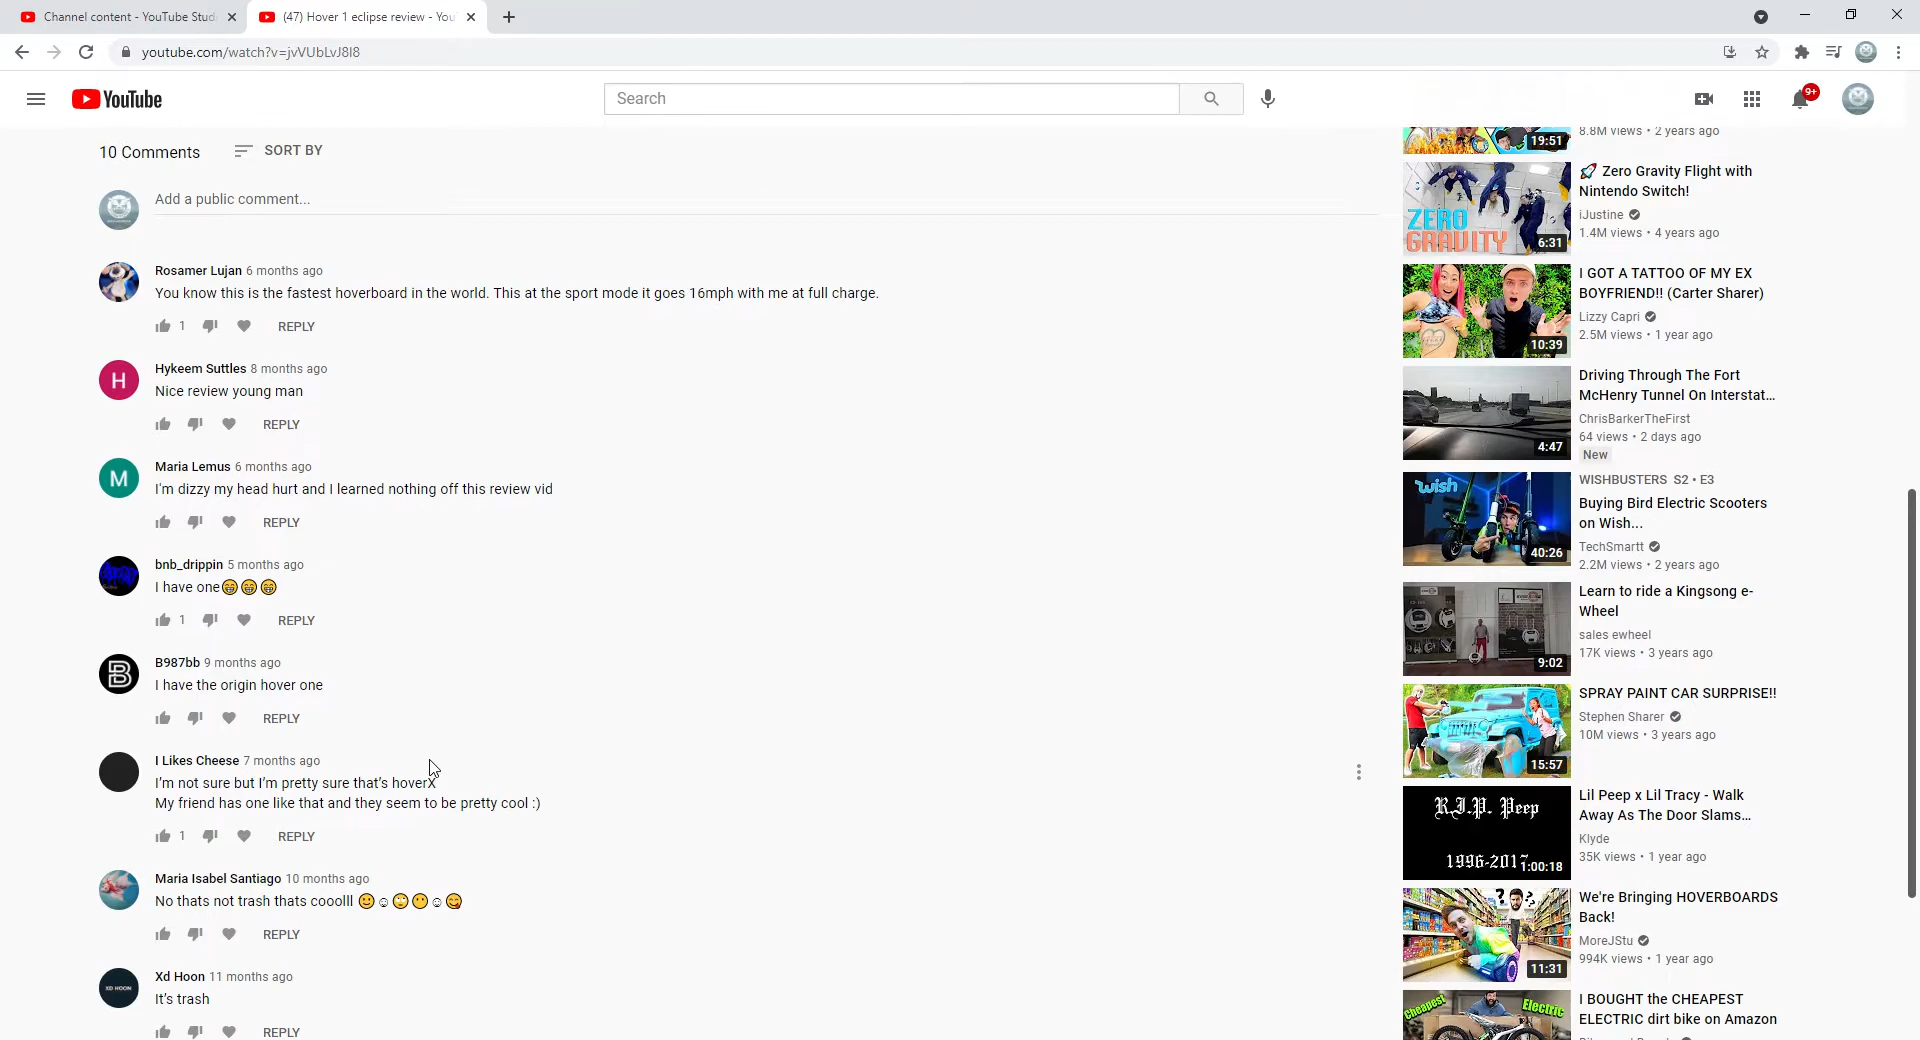 Channel content - YouTube Stud
(47) Hover 1 eclipse review - You
youtube.com/watch?v=jvVUbLvJ8I8
YouTube
Search
9+
10 Comments
SORT BY
Add a public comment...
Rosamer Lujan 6 months ago
You know this is the fastest hoverboard in the world. This at the sport mode it goes 16mph with me at full charge.
1 REPLY
Hykeem Suttles 8 months ago
H
Nice review young man
REPLY
Maria Lemus 6 months ago
M
I'm dizzy my head hurt and I learned nothing off this review vid
REPLY
bnb_drippin 5 months ago
I have one😁😁😁
1 REPLY
B987bb 9 months ago
B
I have the origin hover one
REPLY
I Likes Cheese 7 months ago
I'm not sure but I'm pretty sure that's hoverX
My friend has one like that and they seem to be pretty cool :)
1 REPLY
Maria Isabel Santiago 10 months ago
No thats not trash thats cooolll 🙂☺🙄😶☺😋
REPLY
Xd Hoon 11 months ago
XD HOON
It's trash
REPLY
19:51
8.8M views • 2 years ago
ZERO
GRAVITY
6:31
🚀 Zero Gravity Flight with
Nintendo Switch!
iJustine
1.4M views • 4 years ago
10:39
I GOT A TATTOO OF MY EX
BOYFRIEND!! (Carter Sharer)
Lizzy Capri
2.5M views • 1 year ago
4:47
Driving Through The Fort
McHenry Tunnel On Interstat...
ChrisBarkerTheFirst
64 views • 2 days ago
New
wish
40:26
WISHBUSTERS S2 • E3
Buying Bird Electric Scooters
on Wish...
TechSmartt
2.2M views • 2 years ago
9:02
Learn to ride a Kingsong e-
Wheel
sales ewheel
17K views • 3 years ago
15:57
SPRAY PAINT CAR SURPRISE!!
Stephen Sharer
10M views • 3 years ago
R.I.P. Peep
1996-2017
1:00:18
Lil Peep x Lil Tracy - Walk
Away As The Door Slams...
Klyde
35K views • 1 year ago
11:31
We're Bringing HOVERBOARDS
Back!
MoreJStu
994K views • 1 year ago
Cheapest
Electric
I BOUGHT the CHEAPEST
ELECTRIC dirt bike on Amazon